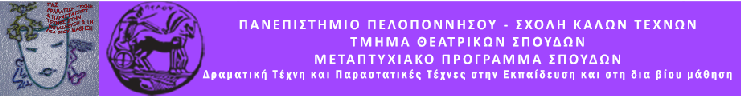 ΠΑΝΕΠΙΣΤΗΜΙΟ ΠΕΛΟΠΟΝΝΗΣΟΥ - ΣΧΟΛΗ ΚΑΛΩΝ ΤΕΧΝΩΝ
ΤΜΗΜΑ ΘΕΑΤΡΙΚΩΝ ΣΠΟΥΔΩΝ
ΜΕΤΑΠΤΥΧΙΑΚΟ ΠΡΟΓΡΑΜΜΑ ΣΠΟΥΔΩΝ
Δραματική Τέχνη και Παραστατικές Τέχνες στην Εκπαίδευση και στη δια βίου μάθηση